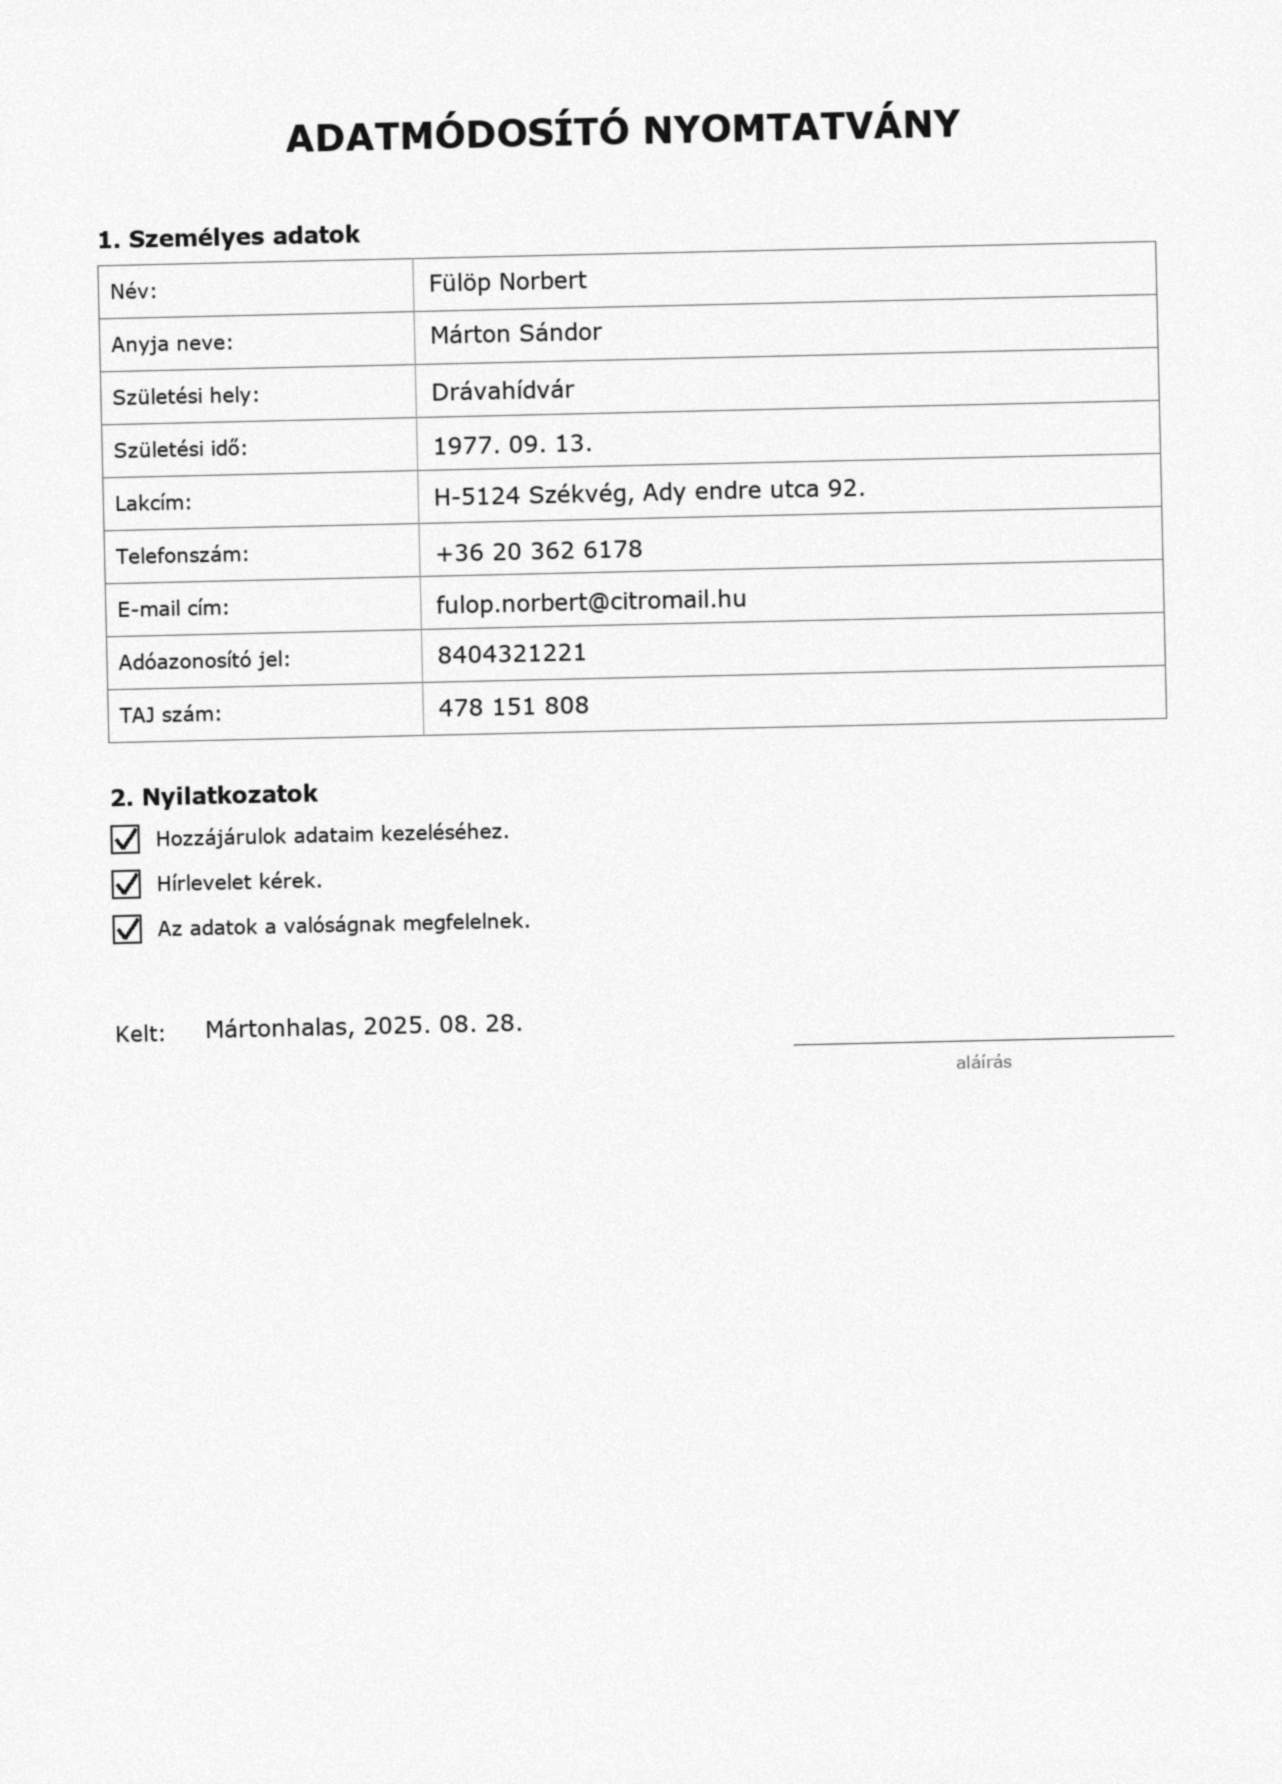 ADATMÓDOSÍTÓ NYOMTATVÁNY
1. Személyes adatok
Név: Fülöp Norbert
Anyja neve: Márton Sándor
Születési hely: Drávahídvár
Születési idő: 1977. 09. 13.
Lakcím: H-5124 Székvég, Ady endre utca 92.
Telefonszám: +36 20 362 6178
E-mail cím: fulop.norbert@citromail.hu
Adóazonosító jel: 8404321221
TAJ szám: 478 151 808
2. Nyilatkozatok
Hozzájárulok adataim kezeléséhez.
Hírlevelet kérek.
Az adatok a valóságnak megfelelnek.
Kelt: Mártonhalas, 2025. 08. 28.
aláírás